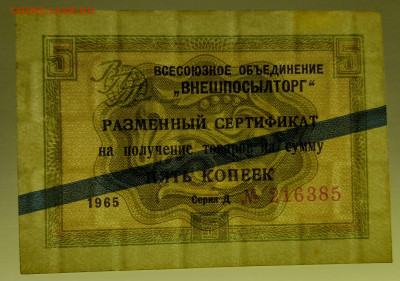 5 ВСЕСОЮЗНОЕ ОБЪЕДИНЕНИЕ 5
„ВНЕШПОСЫЛТОРГ"
РАЗМЕННЫЙ СЕРТИФИКАТ
на получение товаров на сумму
ПЯТЬ КОПЕЕК
1965 Серия Д № 216385